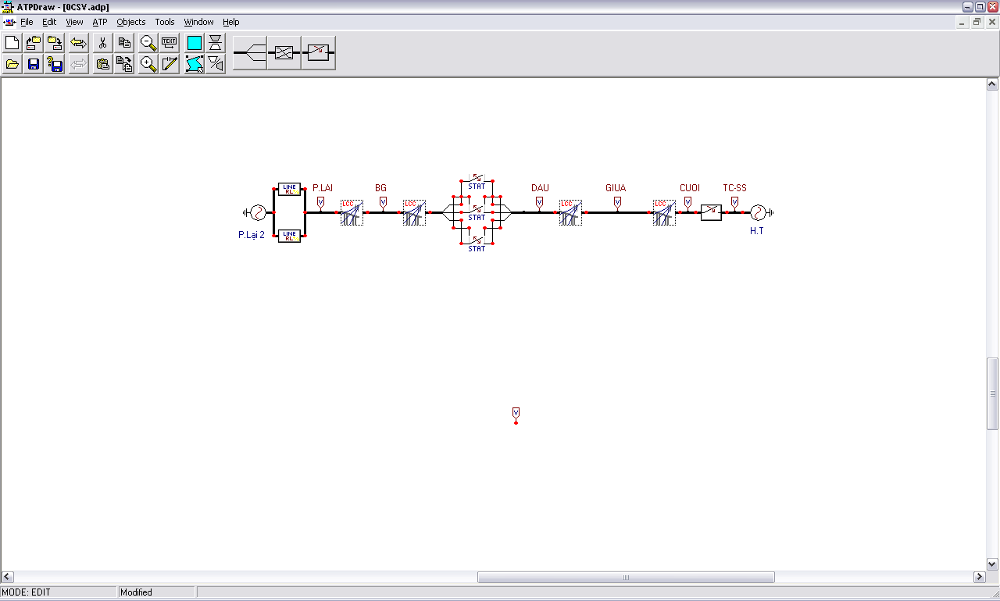 ATPDraw - [0CSV.adp]
File Edit View ATP Objects Tools Window Help
TEXT
STAT
LINE
RL
P.LAI
BG
DAU
GIUA
CUOI
TC-SS
LCC
LCC
STAT
LCC
LCC
P.Lại 2
LINE
RL
H.T
STAT
V
MODE: EDIT
Modified